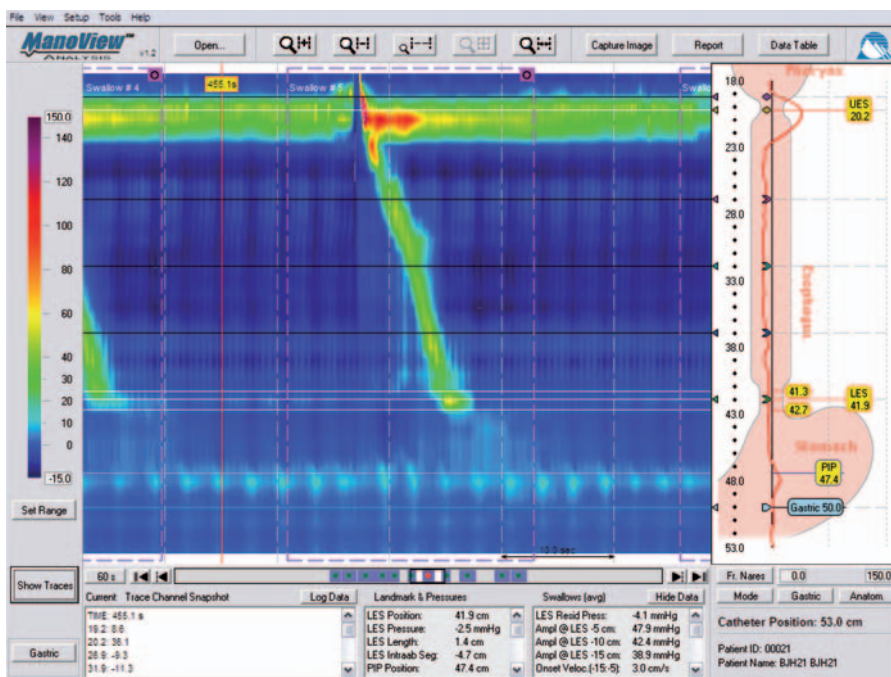 File View Setup Tools Help
ManoView™
ANALYSIS
v1.2
Open...
Capture Image
Report
Data Table
Swallow # 4
455.1s
Swallow # 5
150.0
140
120
100
80
60
40
30
20
10
0
-15.0
Set Range
18.0
23.0
28.0
33.0
38.0
43.0
48.0
53.0
Pharynx
Esophagus
Stomach
UES
20.2
41.3
42.7
LES
41.9
PIP
47.4
Gastric 50.0
10.0 sec
Show Traces
60 s
Fr. Nares
0.0
150.0
Current: Trace Channel Snapshot
Log Data
TIME: 455.1 s
19.2: 8.6
20.2: 36.1
26.9: -9.3
31.9: -11.3
Landmark & Pressures
LES Position: 41.9 cm
LES Pressure: -2.5 mmHg
LES Length: 1.4 cm
LES Intraab Seg: -4.7 cm
PIP Position: 47.4 cm
Swallows (avg)
Hide Data
LES Resid Press: -4.1 mmHg
Ampl @ LES -5 cm: 47.9 mmHg
Ampl @ LES -10 cm: 42.4 mmHg
Ampl @ LES -15 cm: 38.9 mmHg
Onset Veloc.(-15:-5): 3.0 cm/s
Mode
Gastric
Anatom.
Catheter Position: 53.0 cm
Patient ID: 00021
Patient Name: BJH21 BJH21
Gastric